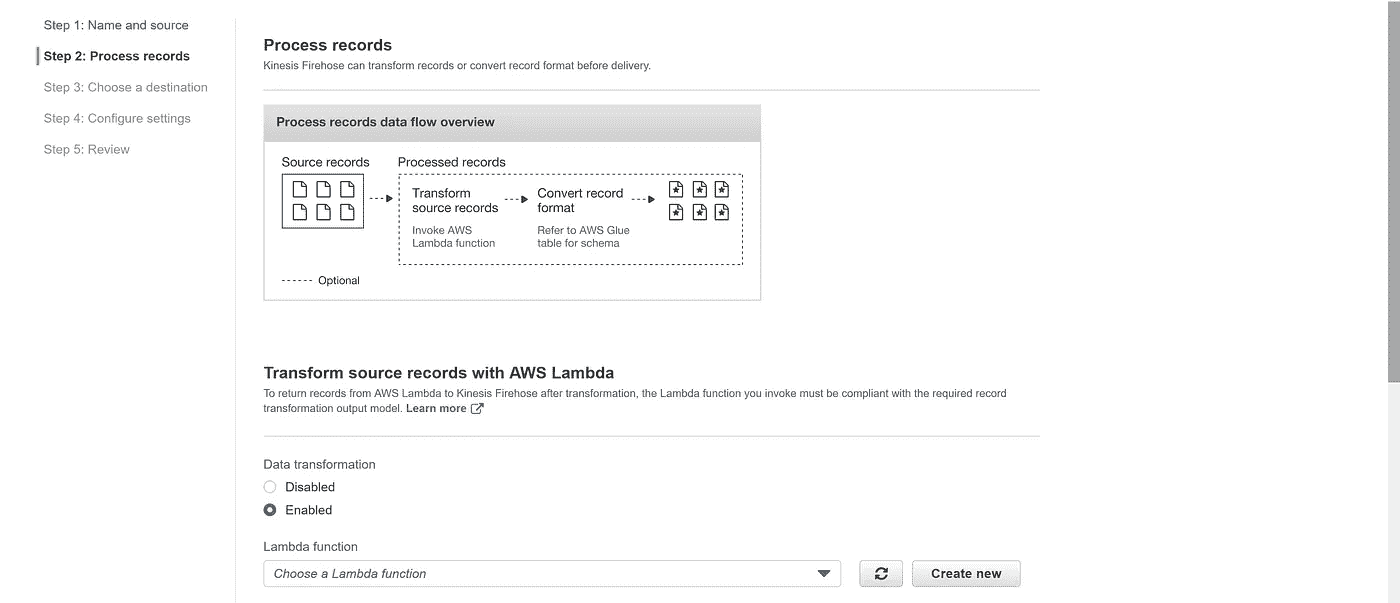 Step 1: Name and source
Step 2: Process records
Step 3: Choose a destination
Step 4: Configure settings
Step 5: Review
Process records
Kinesis Firehose can transform records or convert record format before delivery.
Process records data flow overview
Source records
Processed records
Transform
source records
Invoke AWS
Lambda function
Convert record
format
Refer to AWS Glue
table for schema
Optional
Transform source records with AWS Lambda
To return records from AWS Lambda to Kinesis Firehose after transformation, the Lambda function you invoke must be compliant with the required record
transformation output model. Learn more
Data transformation
Disabled
Enabled
Lambda function
Choose a Lambda function
Create new